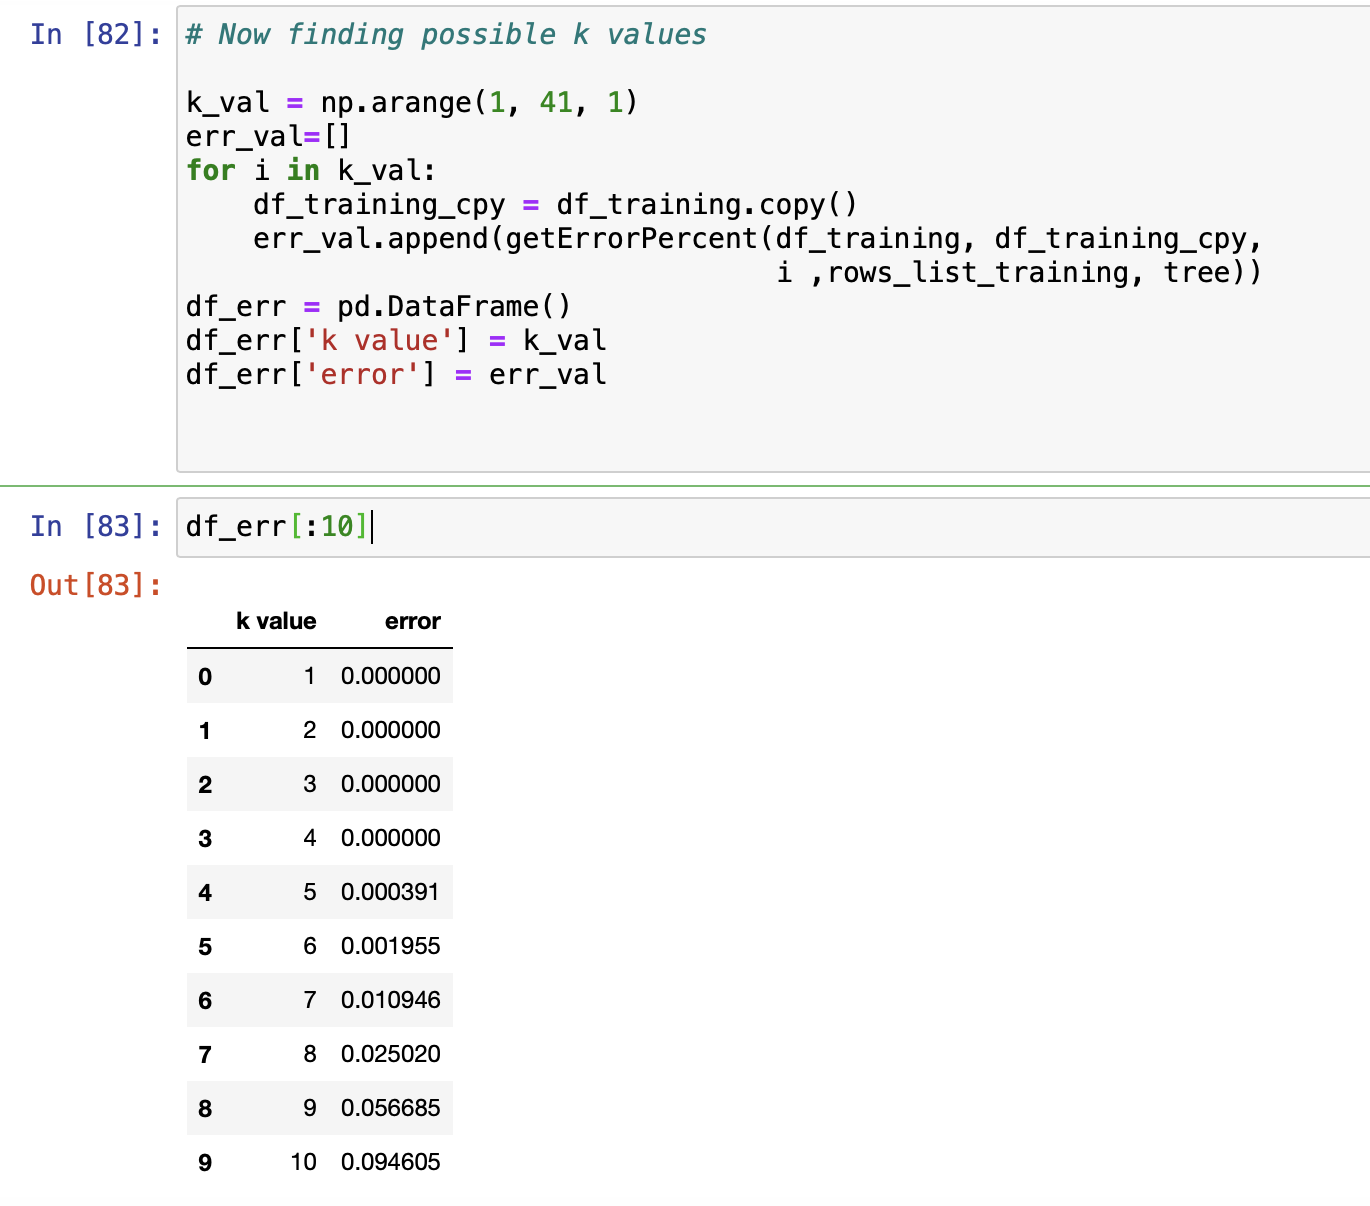 In [82]: # Now finding possible k values
k_val = np.arange(1, 41, 1)
err_val=[]
for i in k_val:
    df_training_cpy = df_training.copy()
    err_val.append(getErrorPercent(df_training, df_training_cpy,
                                   i ,rows_list_training, tree))
df_err = pd.DataFrame()
df_err['k value'] = k_val
df_err['error'] = err_val
In [83]: df_err[:10]
Out[83]:
k value error
0 1 0.000000
1 2 0.000000
2 3 0.000000
3 4 0.000000
4 5 0.000391
5 6 0.001955
6 7 0.010946
7 8 0.025020
8 9 0.056685
9 10 0.094605